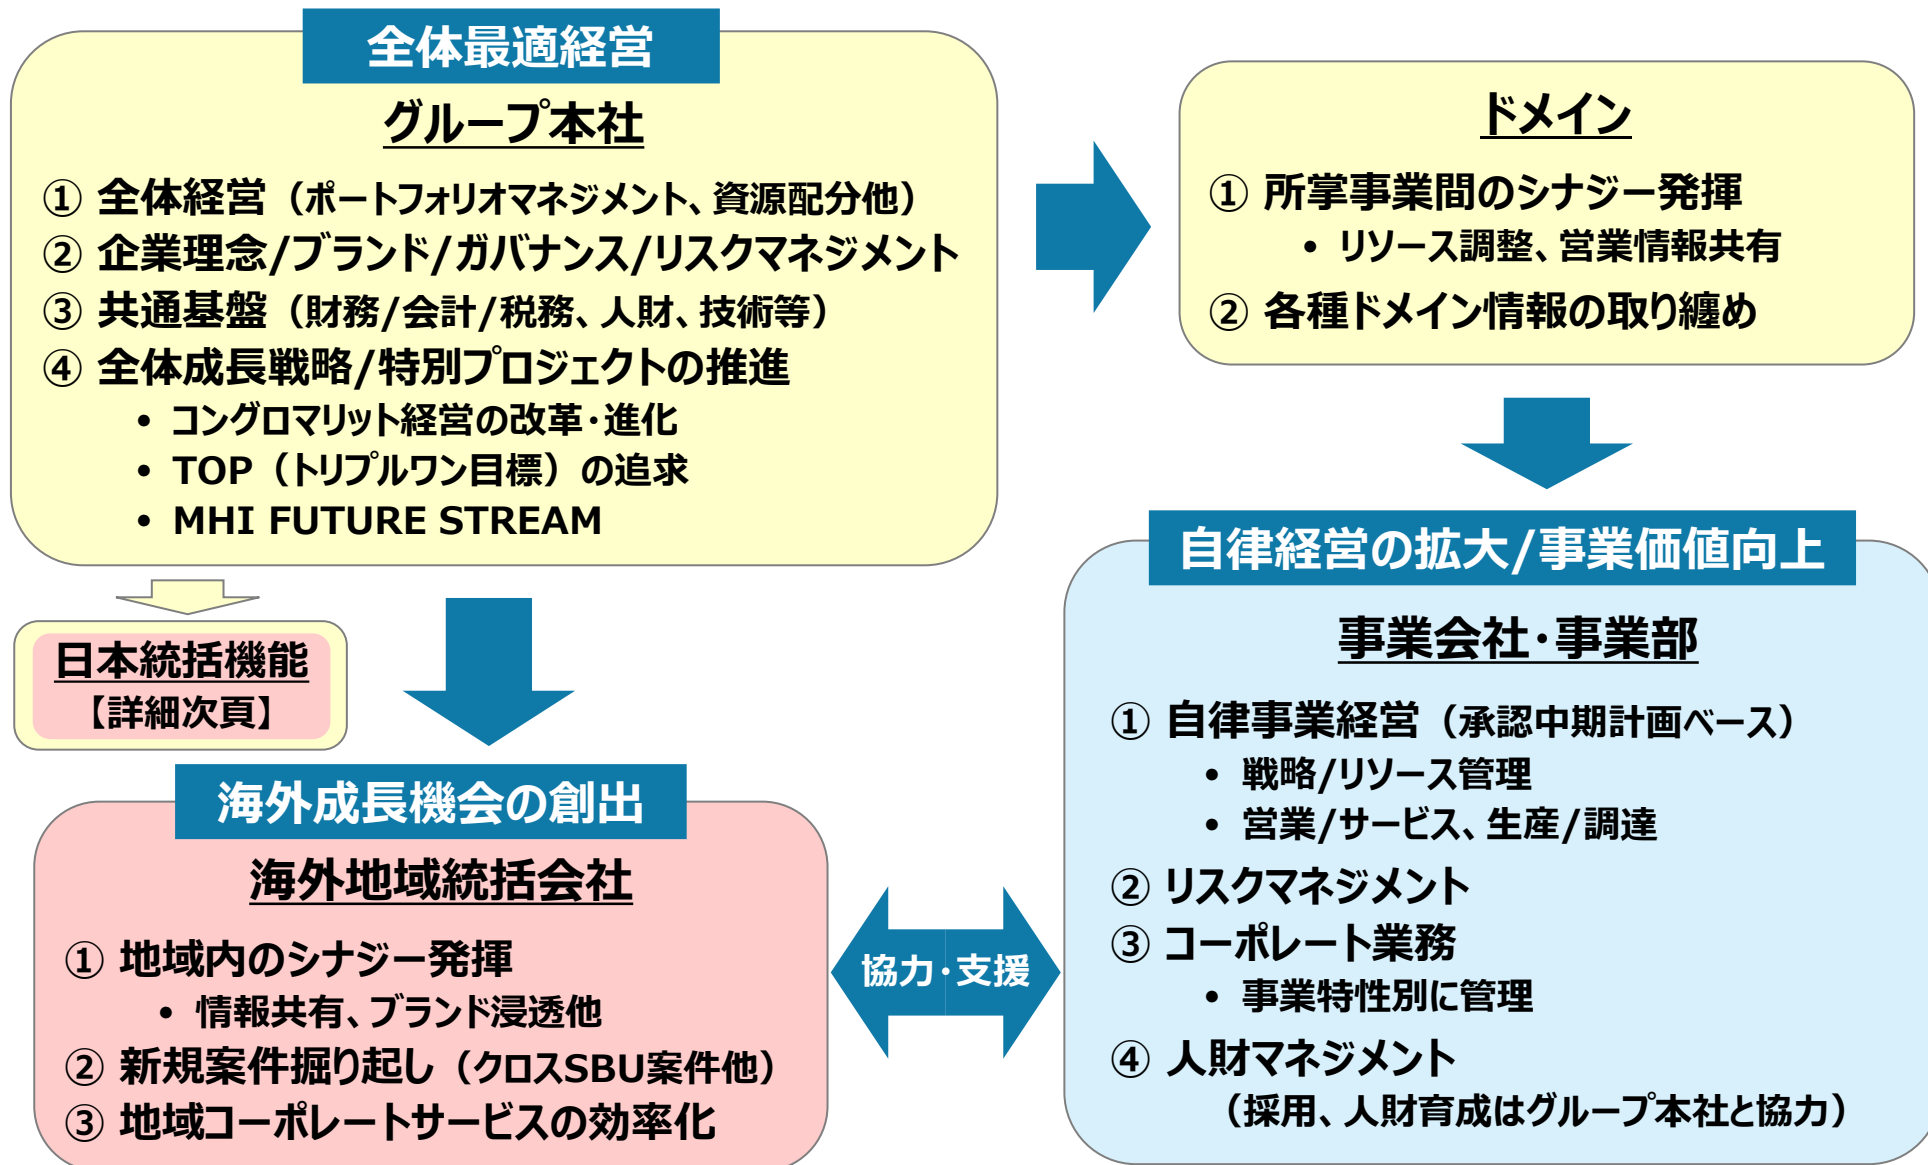 全体最適経営
グループ本社
① 全体経営（ポートフォリオマネジメント、資源配分他）
② 企業理念/ブランド/ガバナンス/リスクマネジメント
③ 共通基盤（財務/会計/税務、人財、技術等）
④ 全体成長戦略/特別プロジェクトの推進
• コングロマリット経営の改革・進化
• TOP（トリプルワン目標）の追求
• MHI FUTURE STREAM
ドメイン
① 所掌事業間のシナジー発揮
• リソース調整、営業情報共有
② 各種ドメイン情報の取り纏め
日本統括機能
【詳細次頁】
海外成長機会の創出
海外地域統括会社
① 地域内のシナジー発揮
• 情報共有、ブランド浸透他
② 新規案件掘り起し（クロスSBU案件他）
③ 地域コーポレートサービスの効率化
協力・支援
自律経営の拡大/事業価値向上
事業会社・事業部
① 自律事業経営（承認中期計画ベース）
• 戦略/リソース管理
• 営業/サービス、生産/調達
② リスクマネジメント
③ コーポレート業務
• 事業特性別に管理
④ 人財マネジメント
（採用、人財育成はグループ本社と協力）